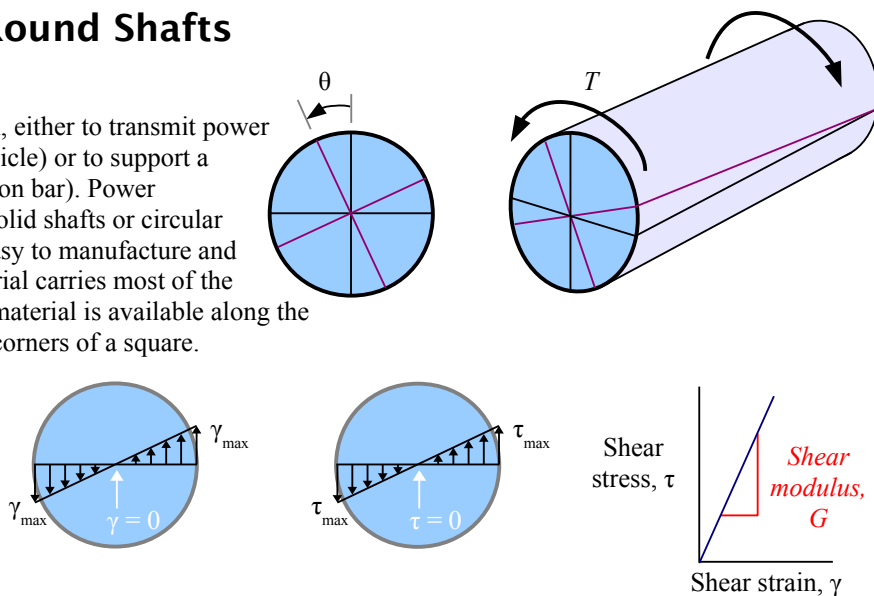 Round Shafts
θ
T
, either to transmit power
icle) or to support a
on bar). Power
olid shafts or circular
asy to manufacture and
rial carries most of the
material is available along the
corners of a square.
γmax
γmax
γ = 0
τmax
τmax
τ = 0
Shear
stress, τ
Shear
modulus,
G
Shear strain, γ